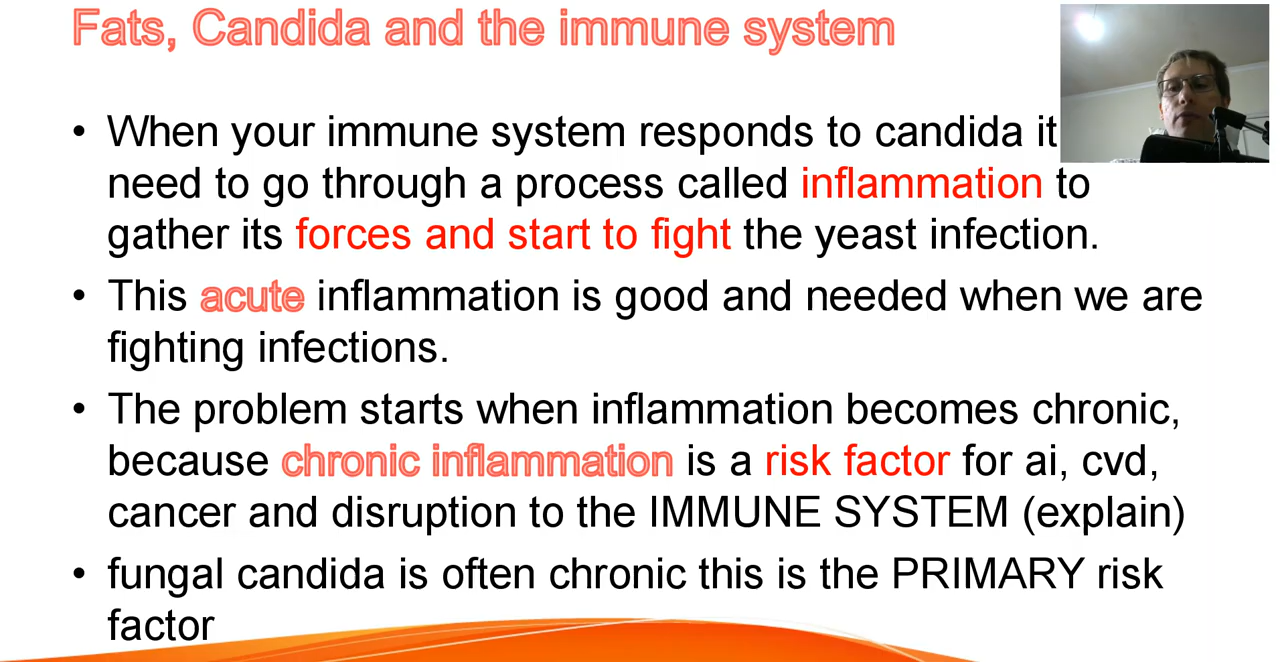 Fats, Candida and the immune system
• When your immune system responds to candida it
need to go through a process called inflammation to
gather its forces and start to fight the yeast infection.
• This acute inflammation is good and needed when we are
fighting infections.
• The problem starts when inflammation becomes chronic,
because chronic inflammation is a risk factor for ai, cvd,
cancer and disruption to the IMMUNE SYSTEM (explain)
• fungal candida is often chronic this is the PRIMARY risk
factor